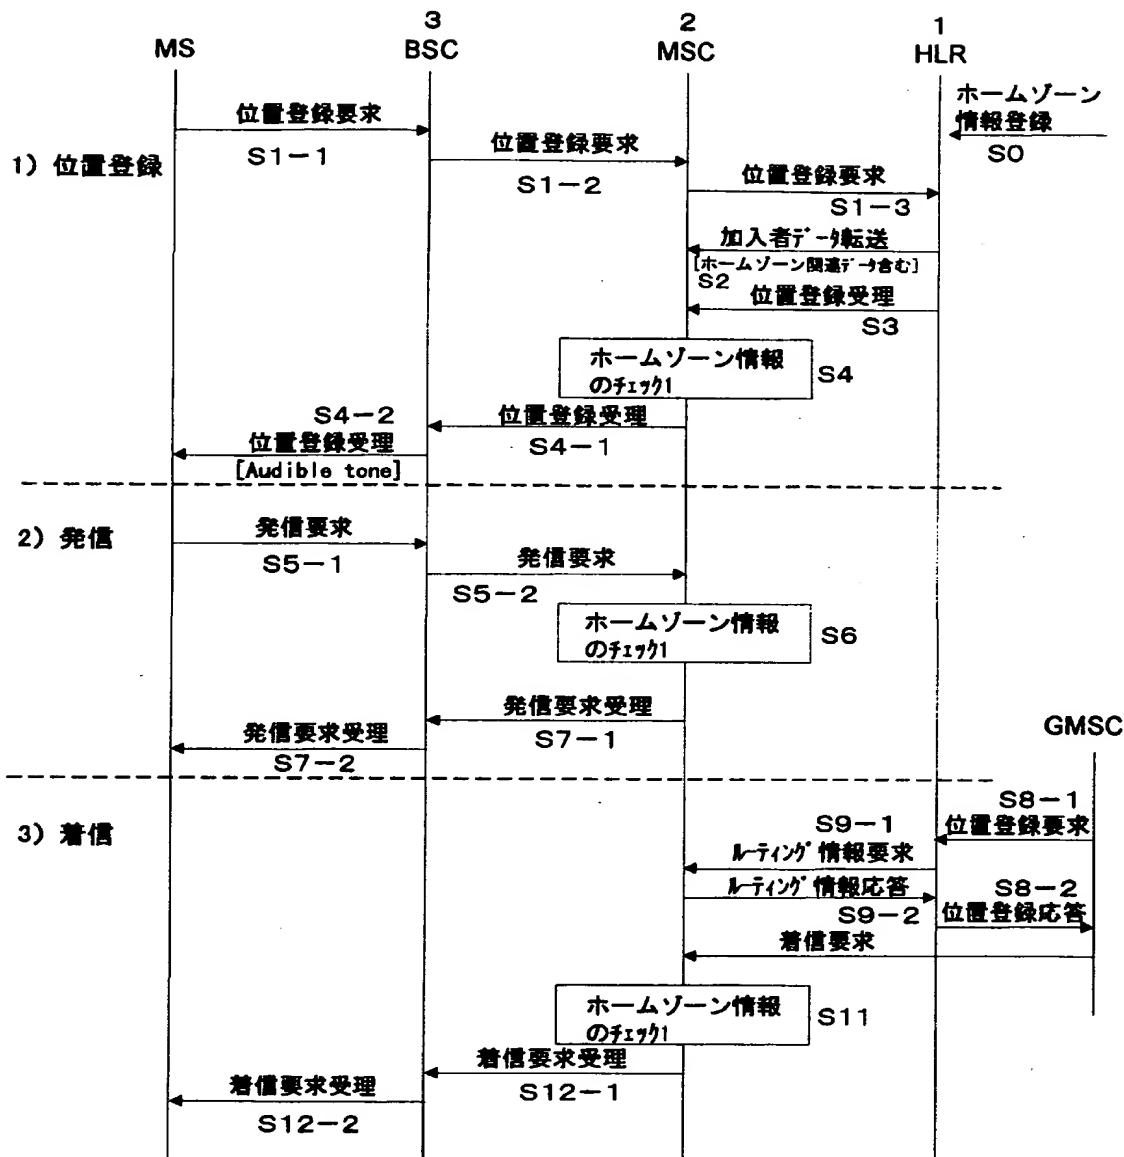 3
2
1
MS
BSC
MSC
HLR
ホームゾーン
情報登録
S0
位置登録要求
S1-1
1) 位置登録
位置登録要求
S1-2
位置登録要求
S1-3
加入者データ転送
[ホームゾーン関連データ含む]
S2
位置登録受理
S3
ホームゾーン情報
のチェック1
S4
位置登録受理
S4-1
S4-2
位置登録受理
[Audible tone]
2) 発信
発信要求
S5-1
発信要求
S5-2
ホームゾーン情報
のチェック1
S6
発信要求受理
S7-1
発信要求受理
S7-2
GMSC
3) 着信
S8-1
位置登録要求
S9-1
ルーティング情報要求
ルーティング情報応答
S9-2
S8-2
位置登録応答
着信要求
ホームゾーン情報
のチェック1
S11
着信要求受理
S12-1
着信要求受理
S12-2